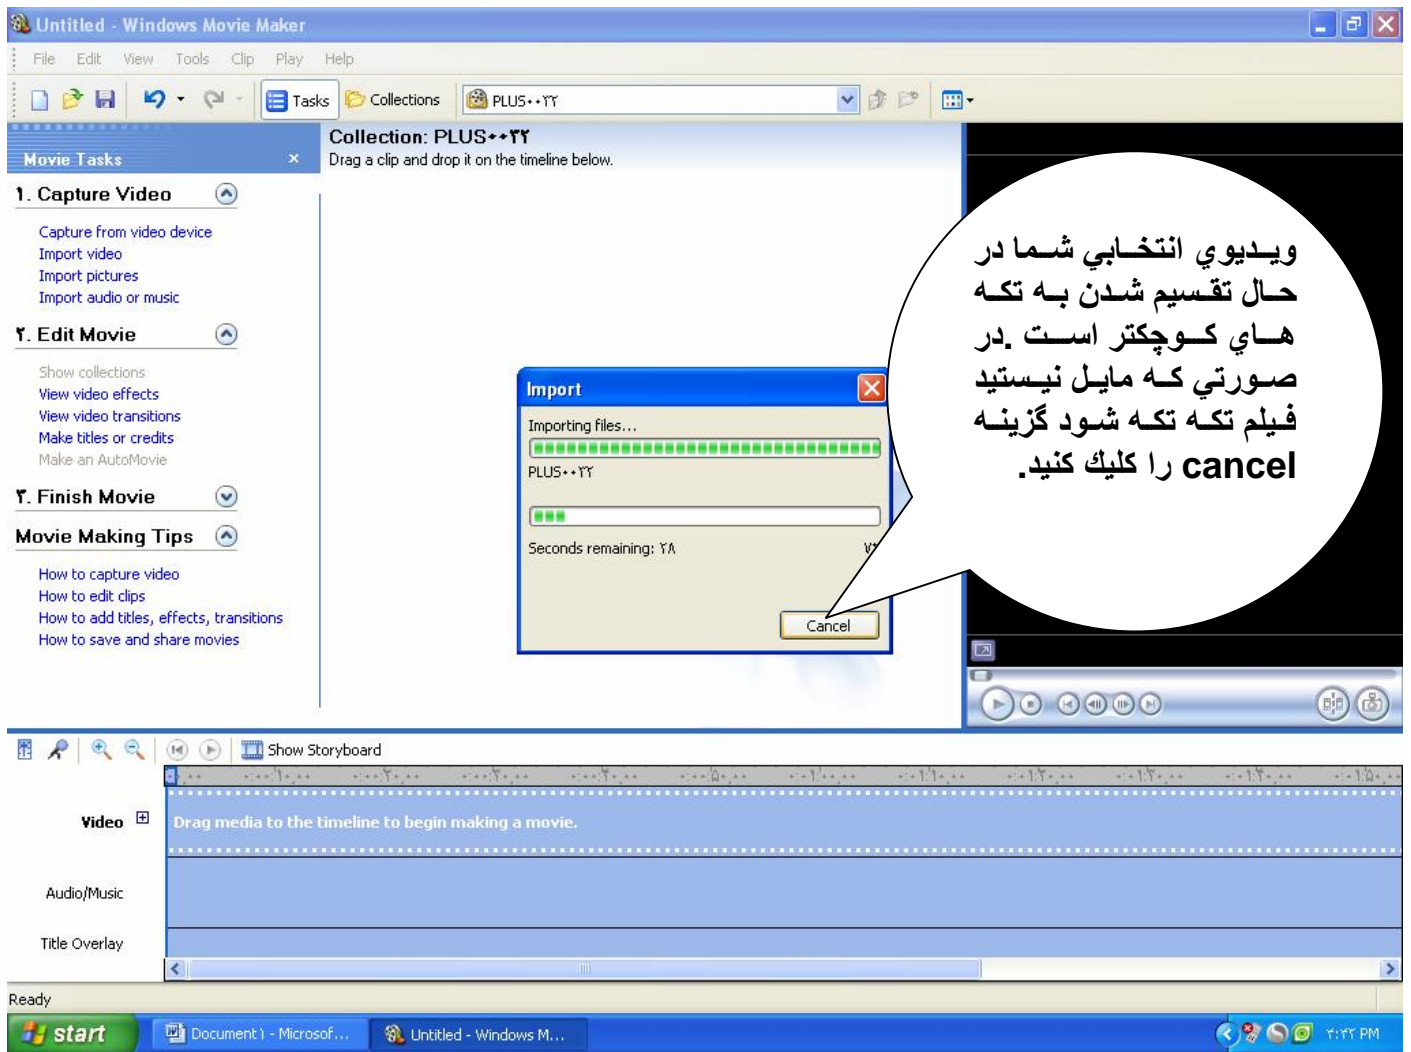 Untitled - Windows Movie Maker
File Edit View Tools Clip Play Help
Tasks Collections PLUS۰۰۲۲
Movie Tasks
Collection: PLUS۰۰۲۲
Drag a clip and drop it on the timeline below.
۱. Capture Video
Capture from video device
Import video
Import pictures
Import audio or music
۲. Edit Movie
Show collections
View video effects
View video transitions
Make titles or credits
Make an AutoMovie
۳. Finish Movie
Movie Making Tips
How to capture video
How to edit clips
How to add titles, effects, transitions
How to save and share movies
Import
Importing files...
PLUS۰۰۲۲
Seconds remaining: ۲۸
Cancel
ويديوي انتخابي شما در
حال تقسيم شدن به تكه
هاي كوچكتر است .در
صورتي كه مايل نيستيد
فيلم تكه تكه شود گزينه
cancel را كليك كنيد.
Show Storyboard
Video
Drag media to the timeline to begin making a movie.
Audio/Music
Title Overlay
Ready
start Document۱ - Microsof... Untitled - Windows M... ۴:۴۲ PM